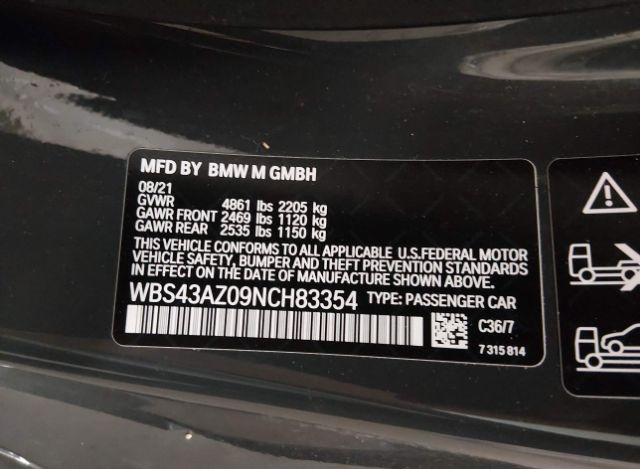 MFD BY BMW M GMBH
08/21
GVWR 4861 lbs 2205 kg
GAWR FRONT 2469 lbs 1120 kg
GAWR REAR 2535 lbs 1150 kg
THIS VEHICLE CONFORMS TO ALL APPLICABLE U.S.FEDERAL MOTOR
VEHICLE SAFETY, BUMPER AND THEFT PREVENTION STANDARDS
IN EFFECT ON THE DATE OF MANUFACTURE SHOWN ABOVE.
WBS43AZ09NCH83354 TYPE: PASSENGER CAR
C36/7
7 315 814